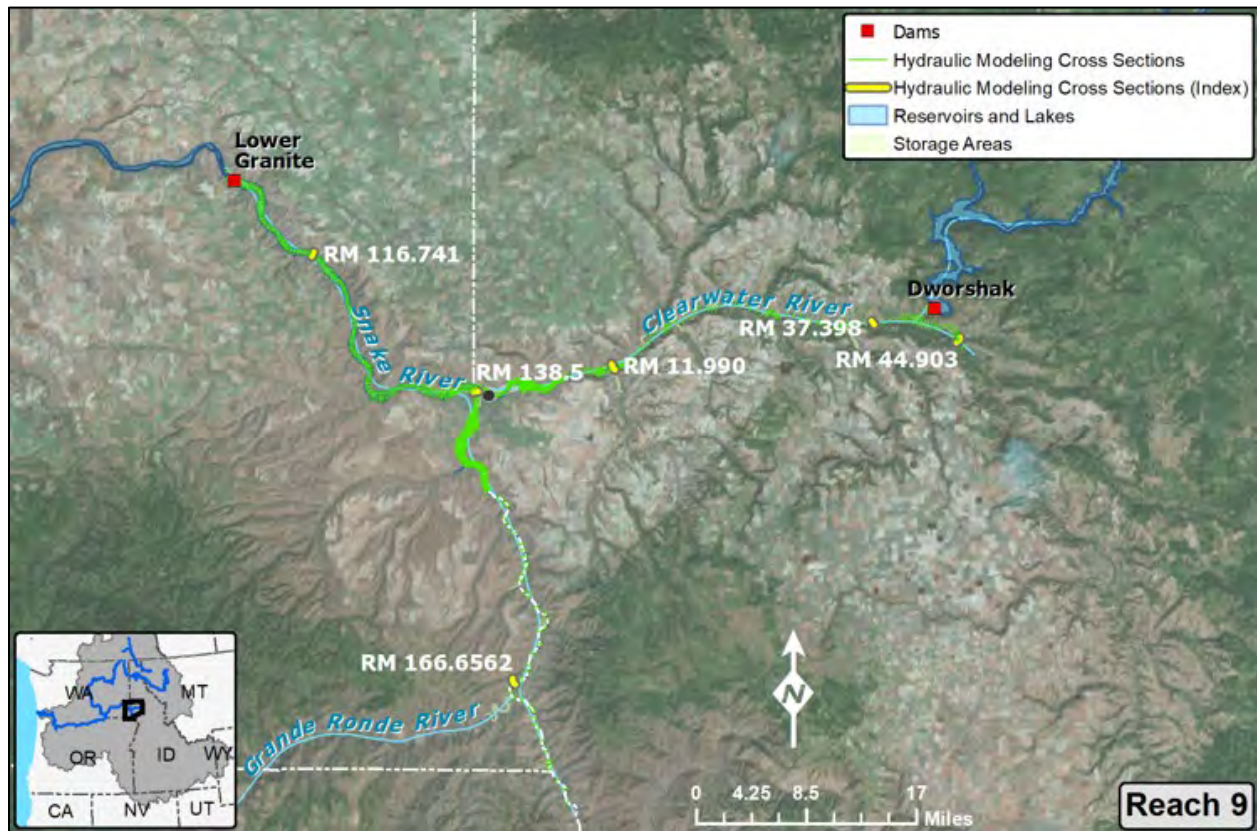 Dams
Hydraulic Modeling Cross Sections
Hydraulic Modeling Cross Sections (Index)
Reservoirs and Lakes
Storage Areas
Lower
Granite
RM 116.741
Snake River
RM 138.5
Clearwater River
RM 11.990
RM 37.398
Dworshak
RM 44.903
RM 166.6562
Grande Ronde River
WA
MT
OR
ID
WY
CA
NV
UT
N
0 4.25 8.5 17
Miles
Reach 9